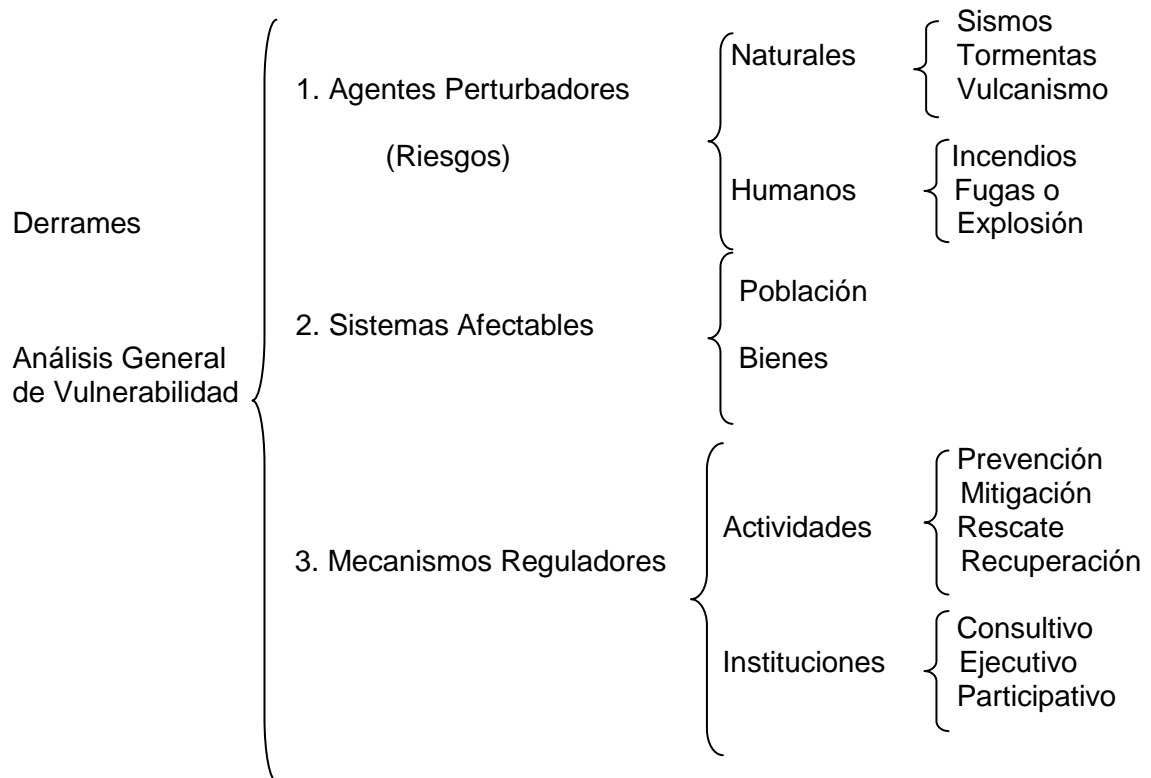 Derrames
Análisis General
de Vulnerabilidad
1. Agentes Perturbadores
(Riesgos)
Naturales
Sismos
Tormentas
Vulcanismo
Humanos
Incendios
Fugas o
Explosión
2. Sistemas Afectables
Población
Bienes
3. Mecanismos Reguladores
Actividades
Prevención
Mitigación
Rescate
Recuperación
Instituciones
Consultivo
Ejecutivo
Participativo